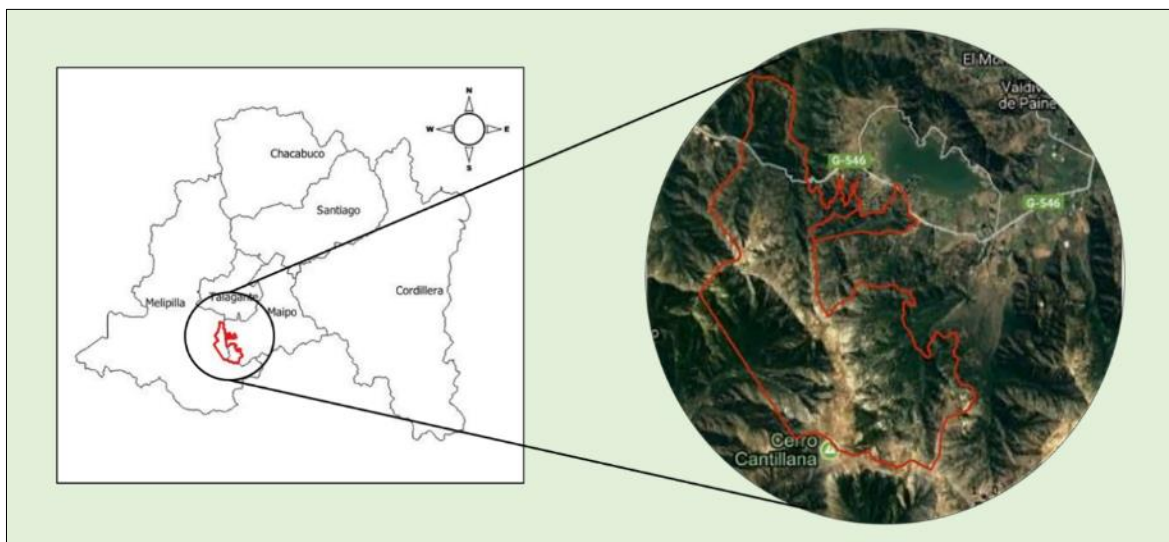 N
W E
S
Chacabuco
Santiago
Cordillera
Melipilla
Talagante
Maipo
El Mo
Valdiv
de Paine
G-546
G-546
Cerro
Cantillana